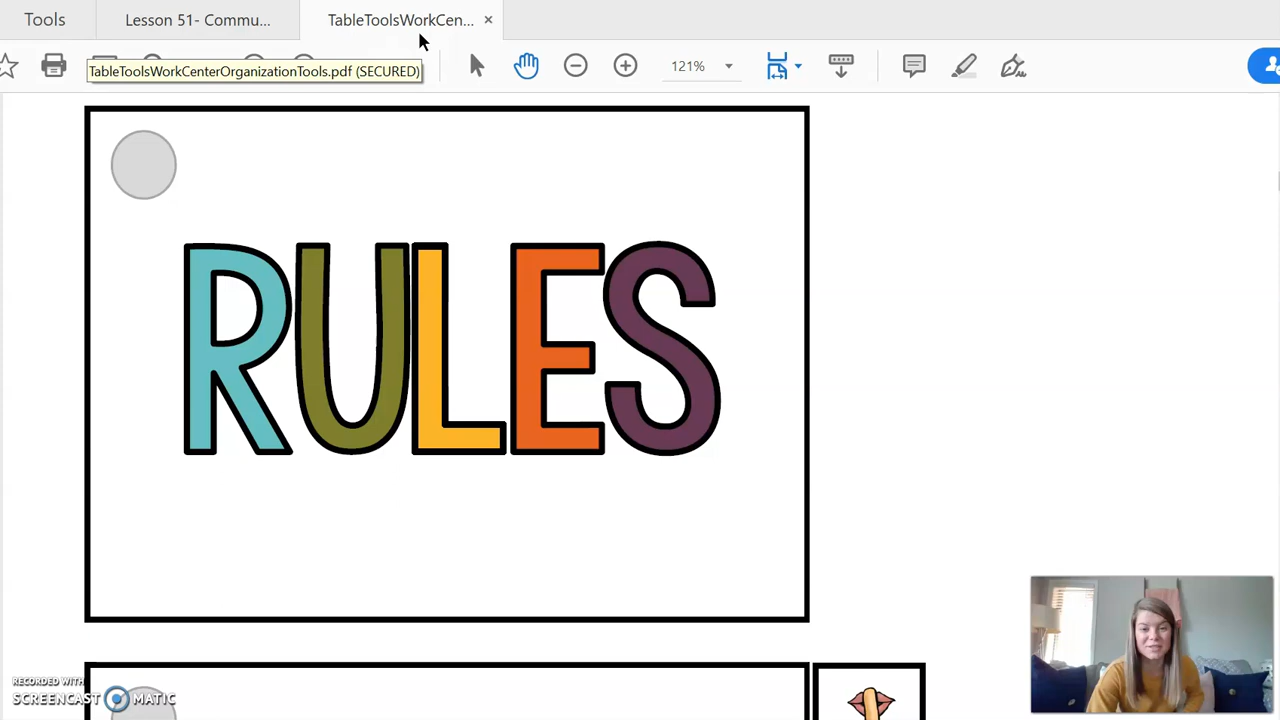 Tools
Lesson 51- Commu...
TableToolsWorkCen...
TableToolsWorkCenterOrganizationTools.pdf (SECURED)
121%
RULES
RECORDED WITH
SCREENCAST MATIC